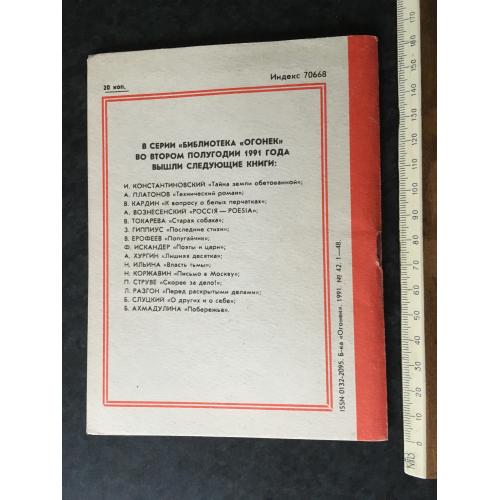 20 коп.
Индекс 70668
В СЕРИИ «БИБЛИОТЕКА «ОГОНЕК»
ВО ВТОРОМ ПОЛУГОДИИ 1991 ГОДА
ВЫШЛИ СЛЕДУЮЩИЕ КНИГИ:
И. КОНСТАНТИНОВСКИЙ «Тайна земли обетованной»;
А. ПЛАТОНОВ «Технический роман»;
В. КАРДИН «К вопросу о белых перчатках»;
А. ВОЗНЕСЕНСКИЙ «РОССIЯ — POESIA»;
В. ТОКАРЕВА «Старая собака»;
З. ГИППИУС «Последние стихи»;
В. ЕРОФЕЕВ «Попугайчик»;
Ф. ИСКАНДЕР «Поэты и цари»;
А. ХУРГИН «Лишняя десятка»;
Н. ИЛЬИНА «Власть тьмы»;
Н. КОРЖАВИН «Письмо в Москву»;
П. СТРУВЕ «Скорее за дело!»;
Л. РАЗГОН «Перед раскрытыми делами»;
Б. СЛУЦКИЙ «О других и о себе»;
Б. АХМАДУЛИНА «Побережье».
ISSN 0132-2095. Б-ка «Огонек». 1991. № 42. 1—48.